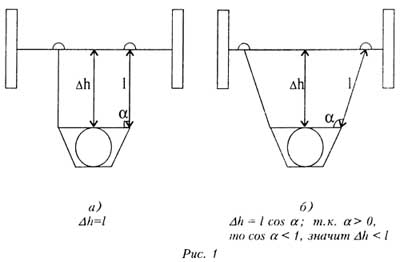 Δh l
α
Δh l
α
а)
Δh=l
б)
Δh = l cos α; т.к. α > 0,
то cos α < 1, значит Δh < l
Рис. 1